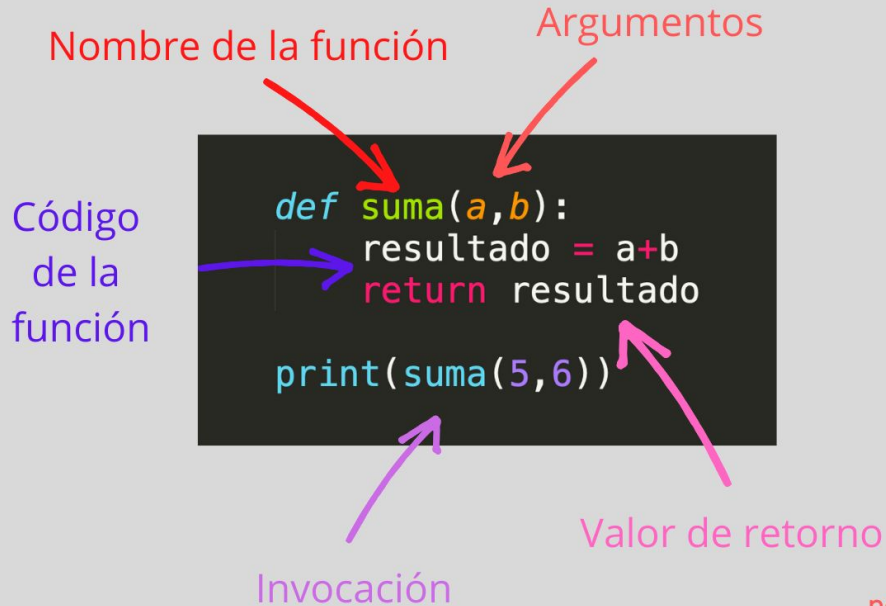 Nombre de la función
Argumentos
Código
de la
función
def suma(a,b):
resultado = a+b
return resultado
print(suma(5,6))
Valor de retorno
Invocación